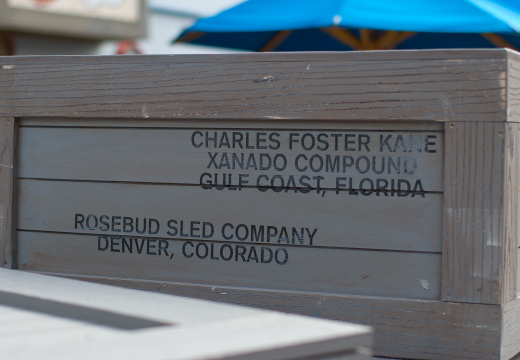 CHARLES FOSTER KANE
XANADO COMPOUND
GULF COAST, FLORIDA
ROSEBUD SLED COMPANY
DENVER, COLORADO